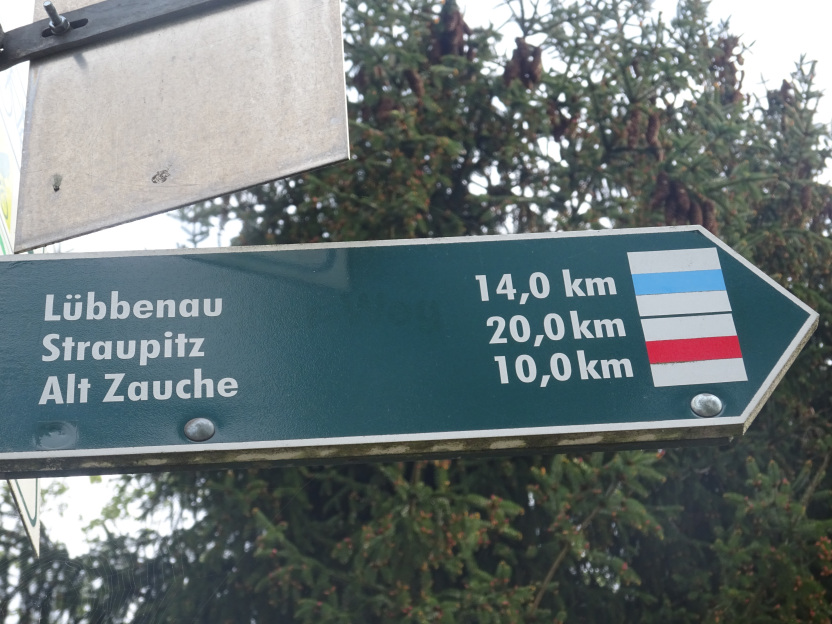 Lübbenau 14,0 km
Straupitz 20,0 km
Alt Zauche 10,0 km